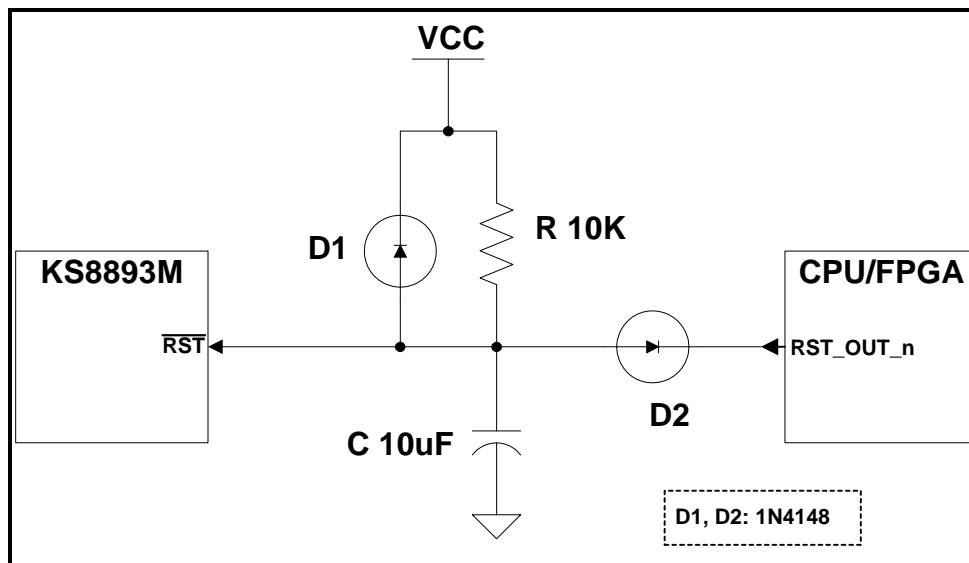 VCC
D1
R 10K
KS8893M
CPU/FPGA
RST
RST_OUT_n
D2
C 10uF
D1, D2: 1N4148